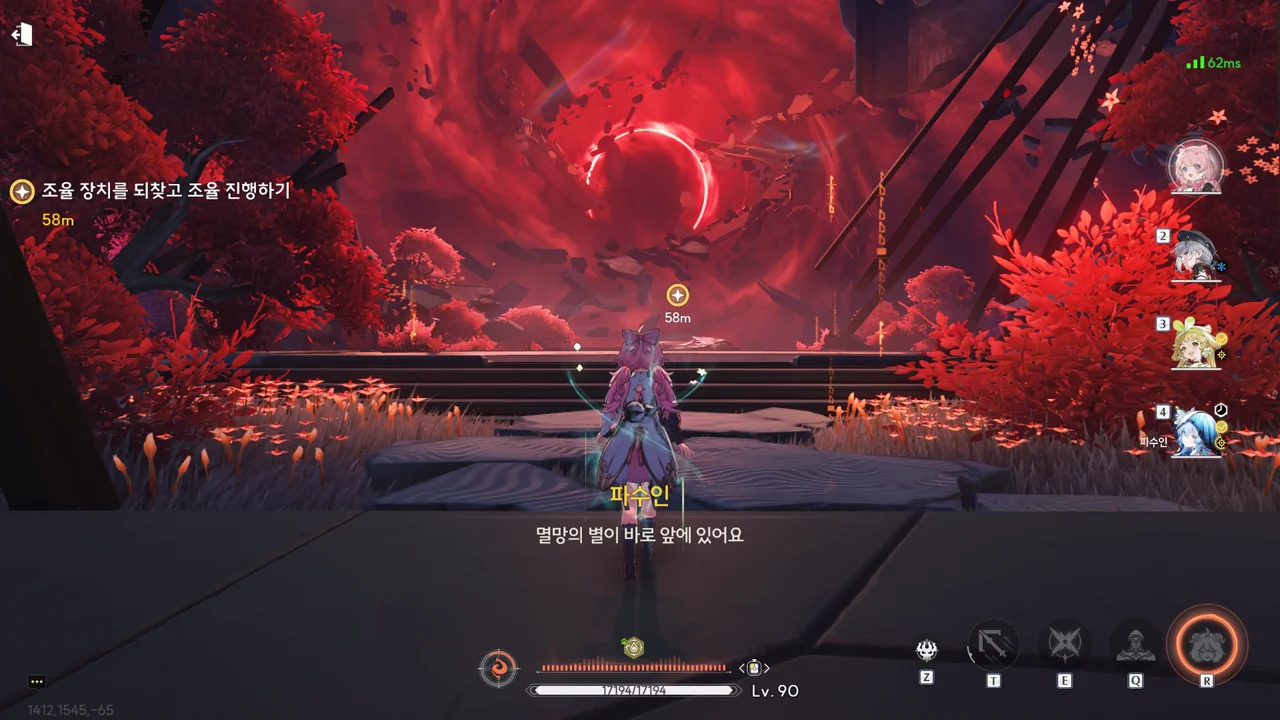 62ms
조율 장치를 되찾고 조율 진행하기
58m
58m
2
3
4
파수인
파수인
멸망의 별이 바로 앞에 있어요
17194/17194
Lv. 90
Z
T
E
Q
R
1412,1545,-65